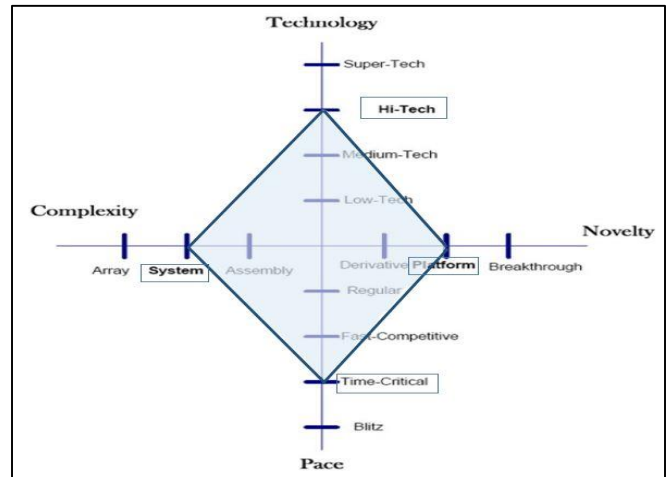 Technology
Super-Tech
Hi-Tech
Medium-Tech
Low-Tech
Complexity
Novelty
Array
System
Assembly
Derivative
Platform
Breakthrough
Regular
Fast-Competitive
Time-Critical
Blitz
Pace